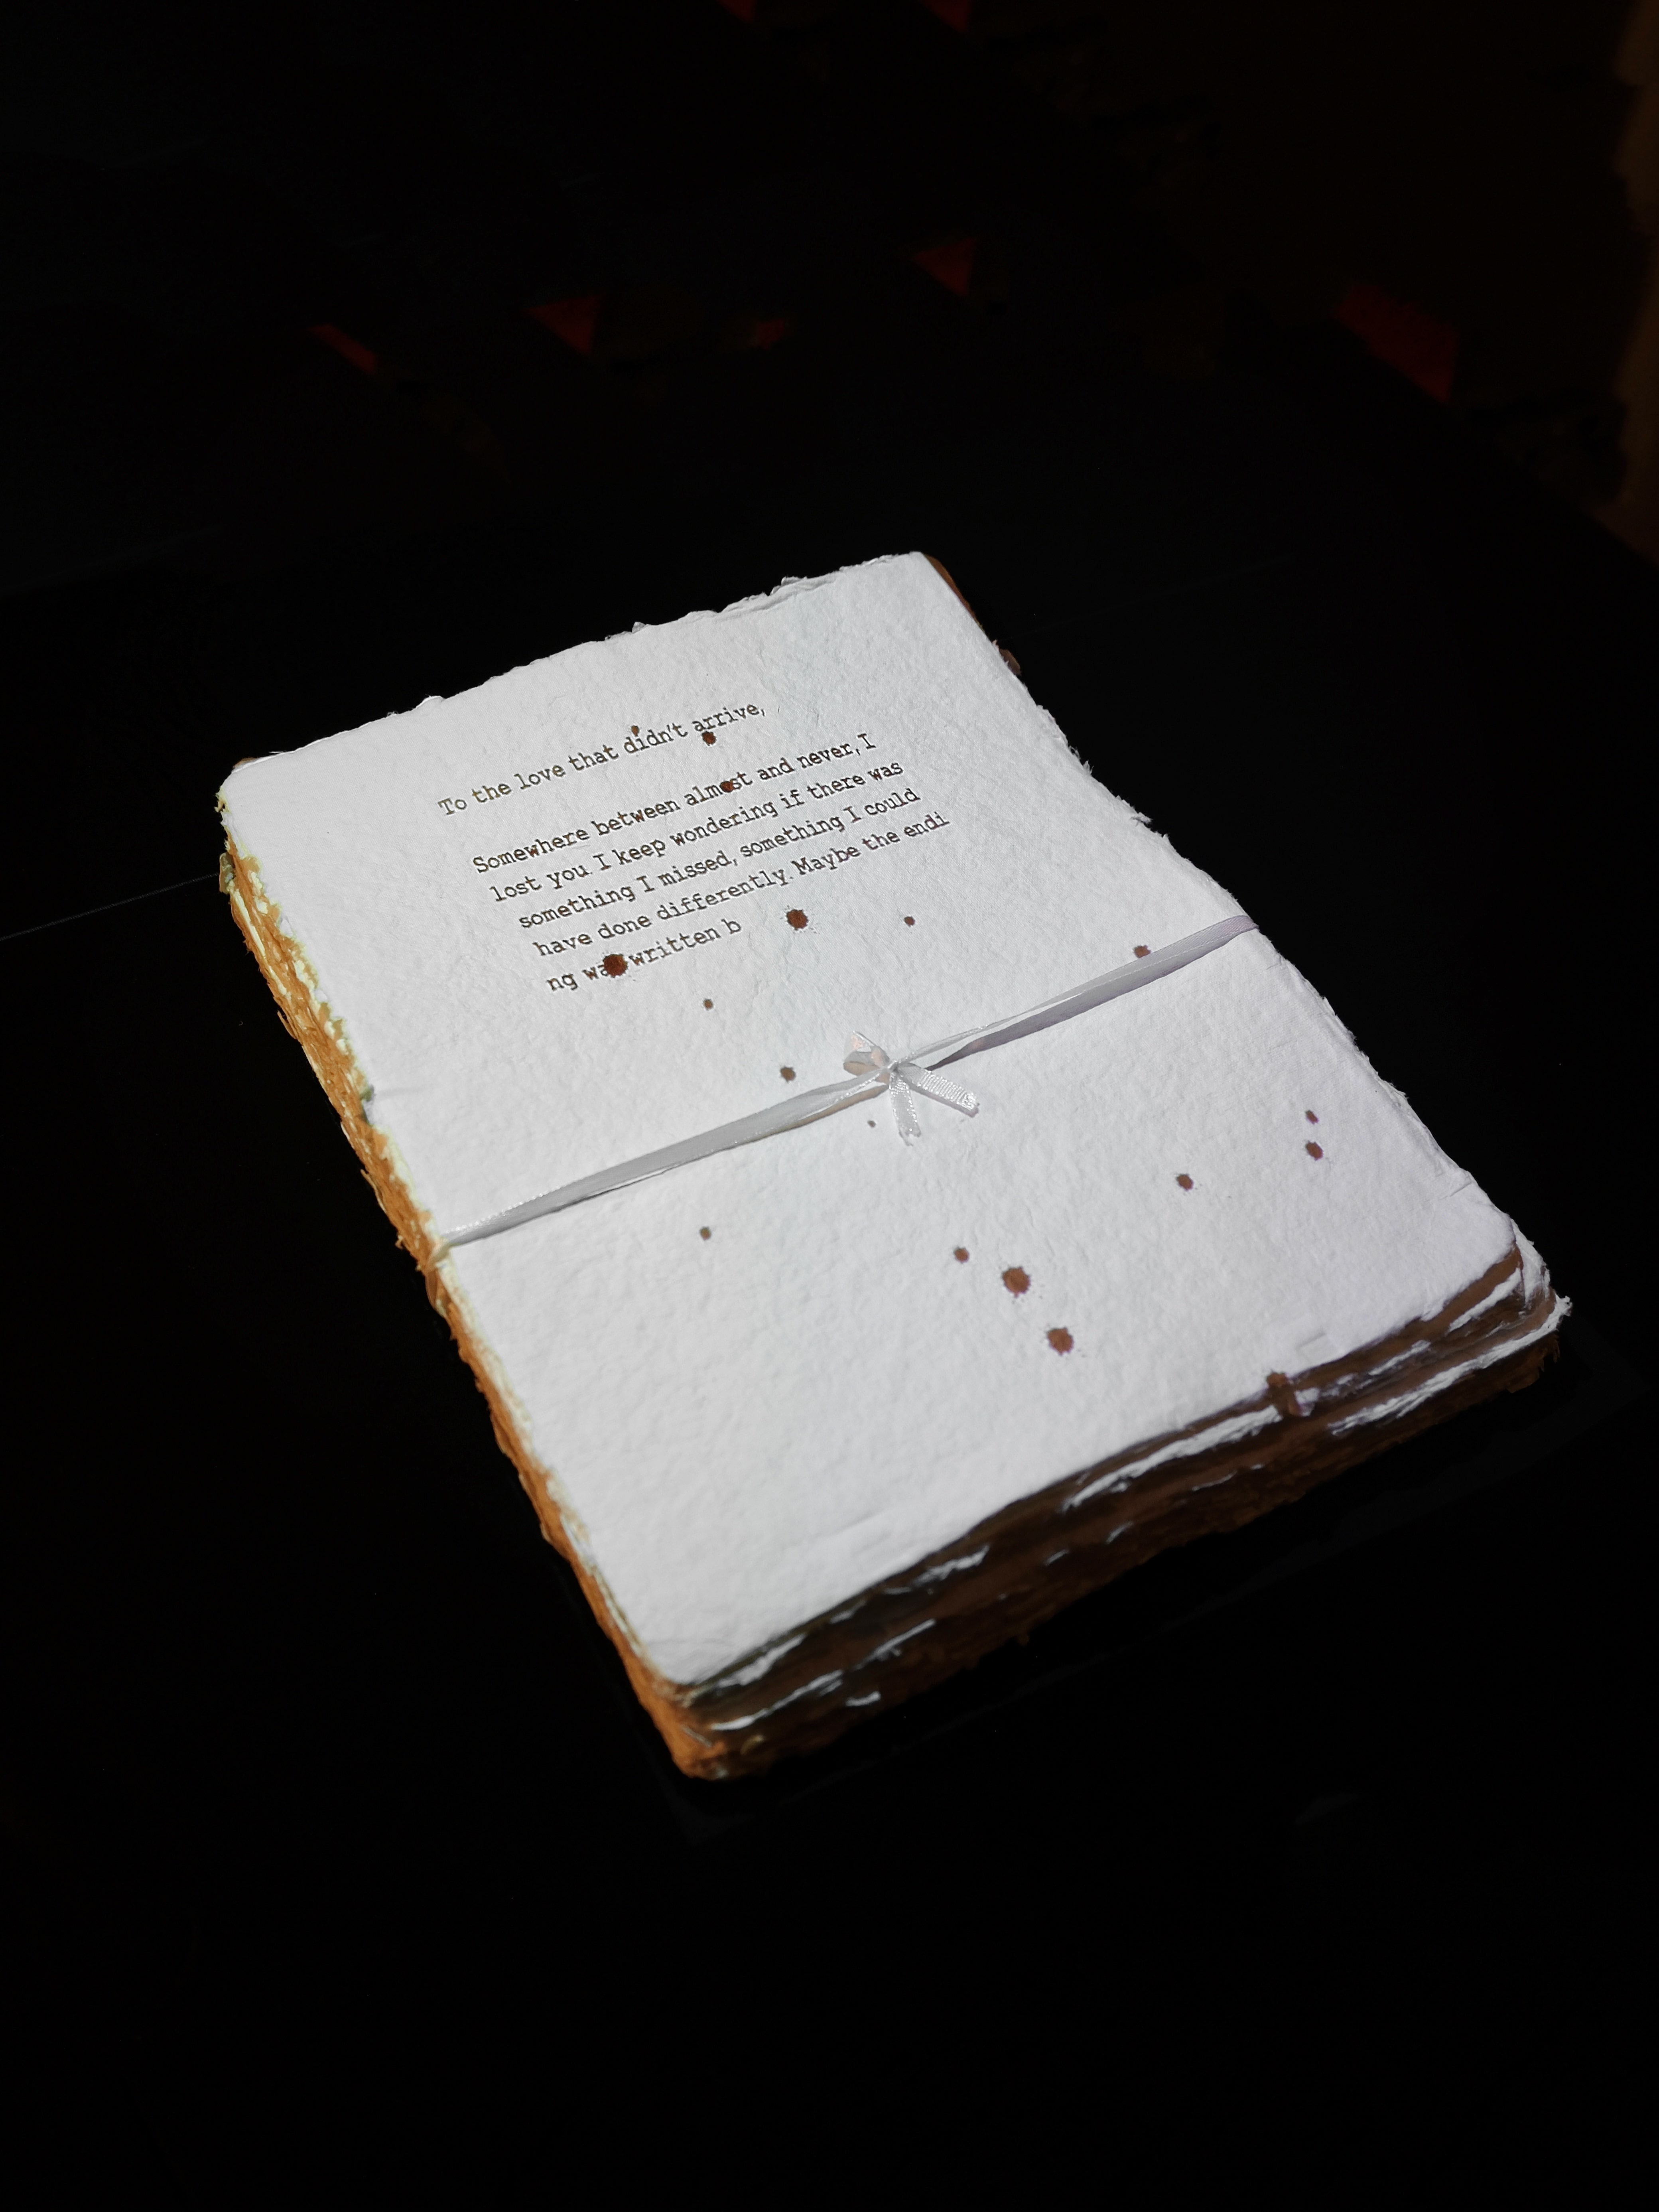 To the love that didn't arrive,
Somewhere between almost and never, I
lost you. I keep wondering if there was
something I missed, something I could
have done differently. Maybe the endi
ng was written b